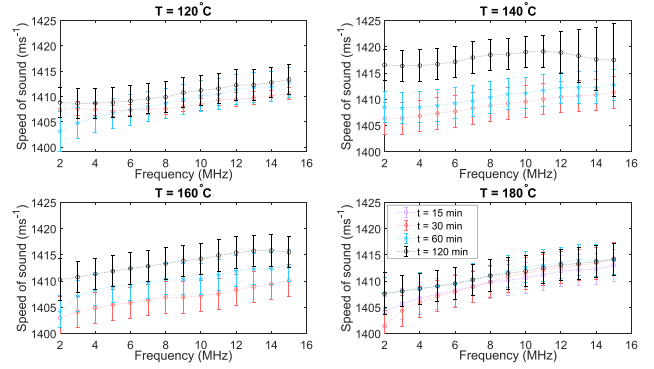 T = 120°C
Speed of sound (ms-1)
1425
1420
1415
1410
1405
1400
2 4 6 8 10 12 14 16
Frequency (MHz)
T = 140°C
Speed of sound (ms-1)
1425
1420
1415
1410
1405
1400
2 4 6 8 10 12 14 16
Frequency (MHz)
T = 160°C
Speed of sound (ms-1)
1425
1420
1415
1410
1405
1400
2 4 6 8 10 12 14 16
Frequency (MHz)
T = 180°C
Speed of sound (ms-1)
1425
1420
1415
1410
1405
1400
t = 15 min
t = 30 min
t = 60 min
t = 120 min
2 4 6 8 10 12 14 16
Frequency (MHz)